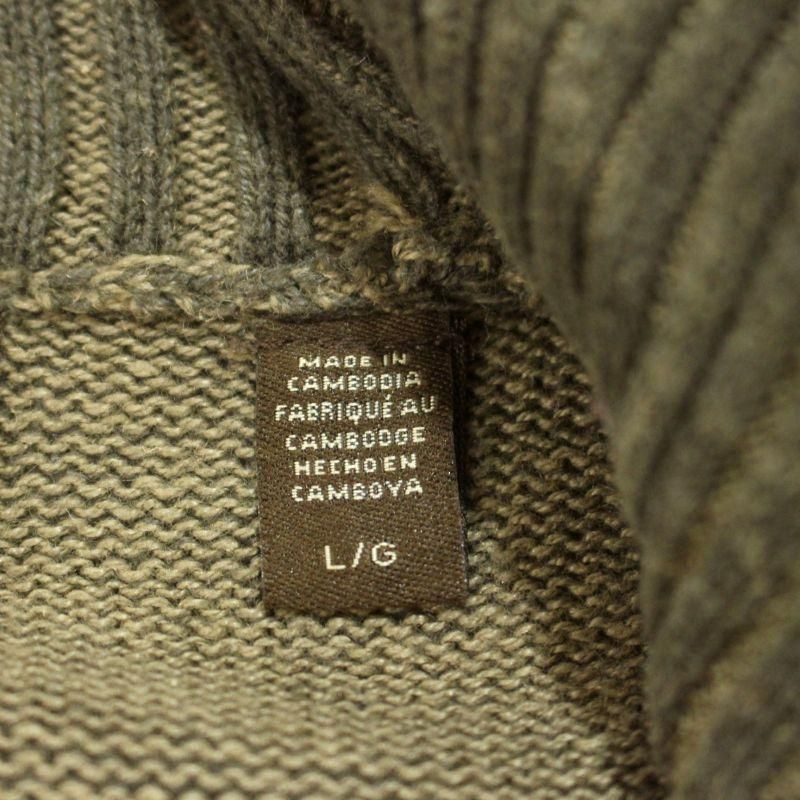 MADE IN
CAMBODIA
FABRIQUÉ AU
CAMBODGE
HECHO EN
CAMBOYA
L/G